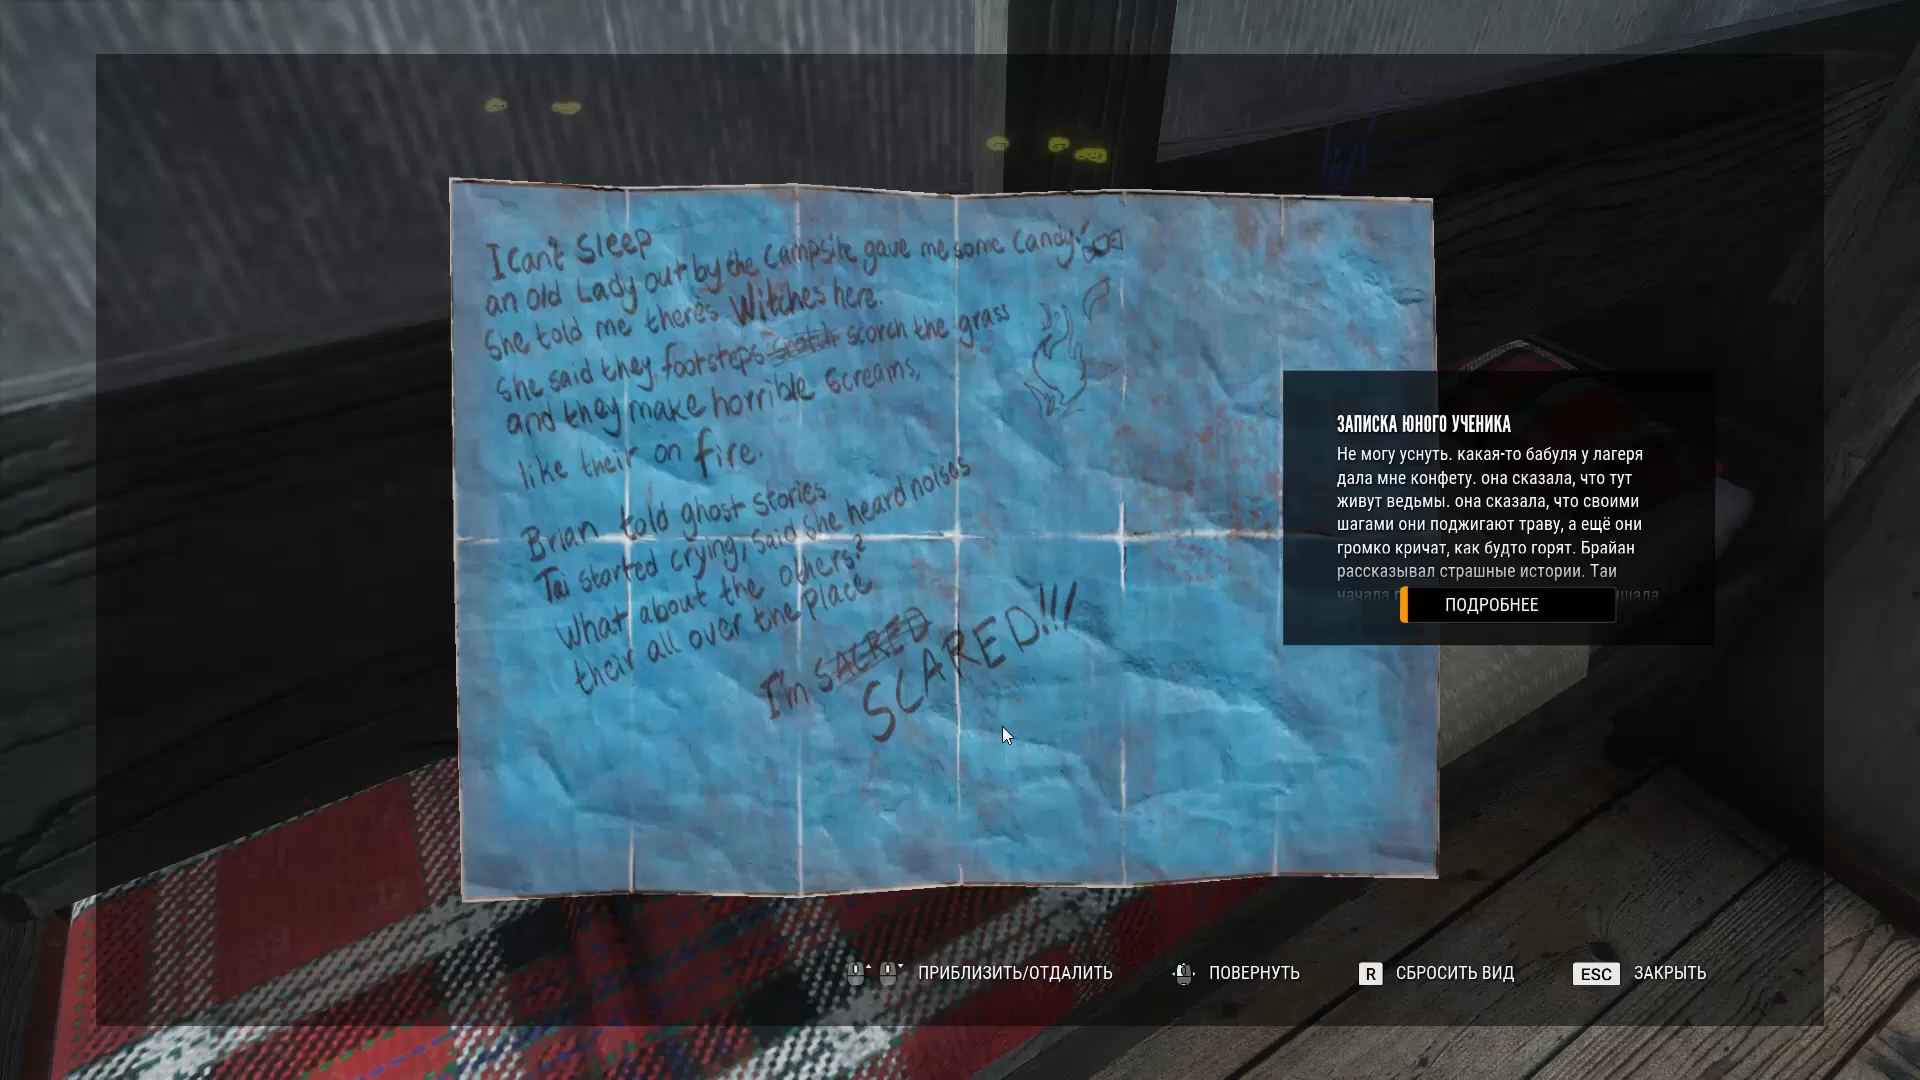 I can't Sleep
an old Lady out by the Campsite gave me some Candy!
She told me there's Witches here.
She said they, footsteps scotch scorch the grass
and they make horrible screams,
like their on fire.
Brian told ghost stories.
Tai started crying, said she heard noises
What about the others?
their all over the place
I'm SACRED
SCARED!!!
ЗАПИСКА ЮНОГО УЧЕНИКА
Не могу уснуть. какая-то бабуля у лагеря
дала мне конфету. она сказала, что тут
живут ведьмы. она сказала, что своими
шагами они поджигают траву, а ещё они
громко кричат, как будто горят. Брайан
рассказывал страшные истории. Таи
начала
ПОДРОБНЕЕ
ПРИБЛИЗИТЬ/ОТДАЛИТЬ
ПОВЕРНУТЬ
R СБРОСИТЬ ВИД
ESC ЗАКРЫТЬ